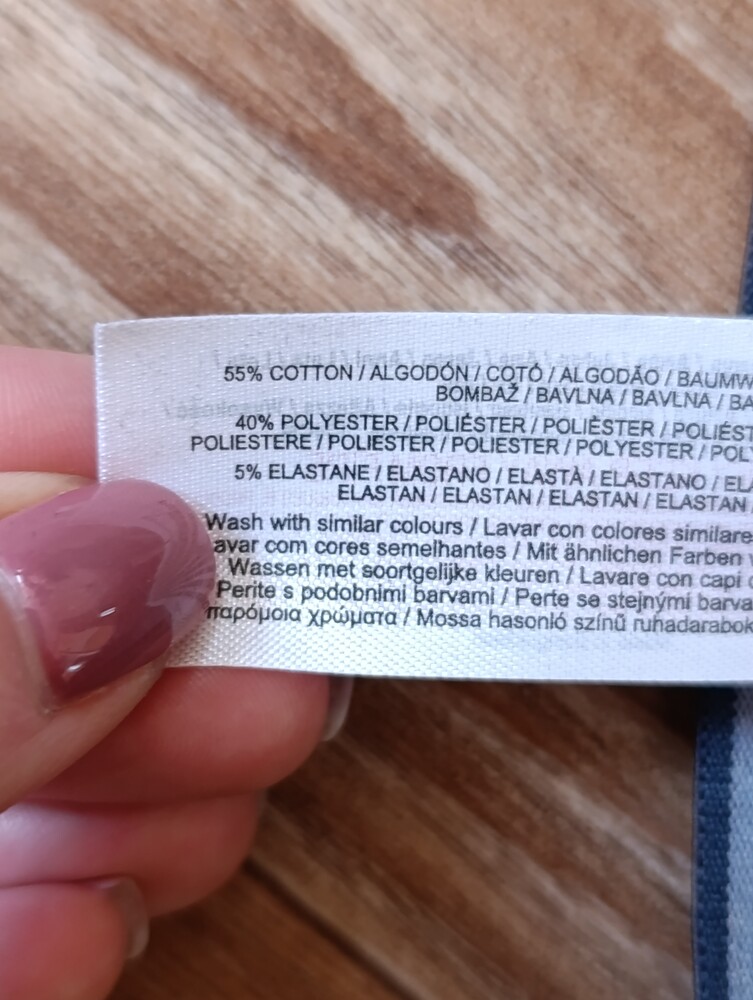 55% COTTON / ALGODÓN / COTÓ / ALGODÃO / BAUMW
BOMBAŽ / BAVLNA / BAVLNA / BA
40% POLYESTER / POLIÉSTER / POLIÈSTER / POLIÉST
POLIESTERE / POLIESTER / POLIESTER / POLYESTER / POLY
5% ELASTANE / ELASTANO / ELASTÀ / ELASTANO / ELA
ELASTAN / ELASTAN / ELASTAN / ELASTAN /
Wash with similar colours / Lavar con colores similare
avar com cores semelhantes / Mit ähnlichen Farben
Wassen met soortgelijke kleuren / Lavare con capi
Perite s podobnimi barvami / Perte se stejnými barva
παρόμοια χρώματα / Mossa hasonló színű ruhadarabok